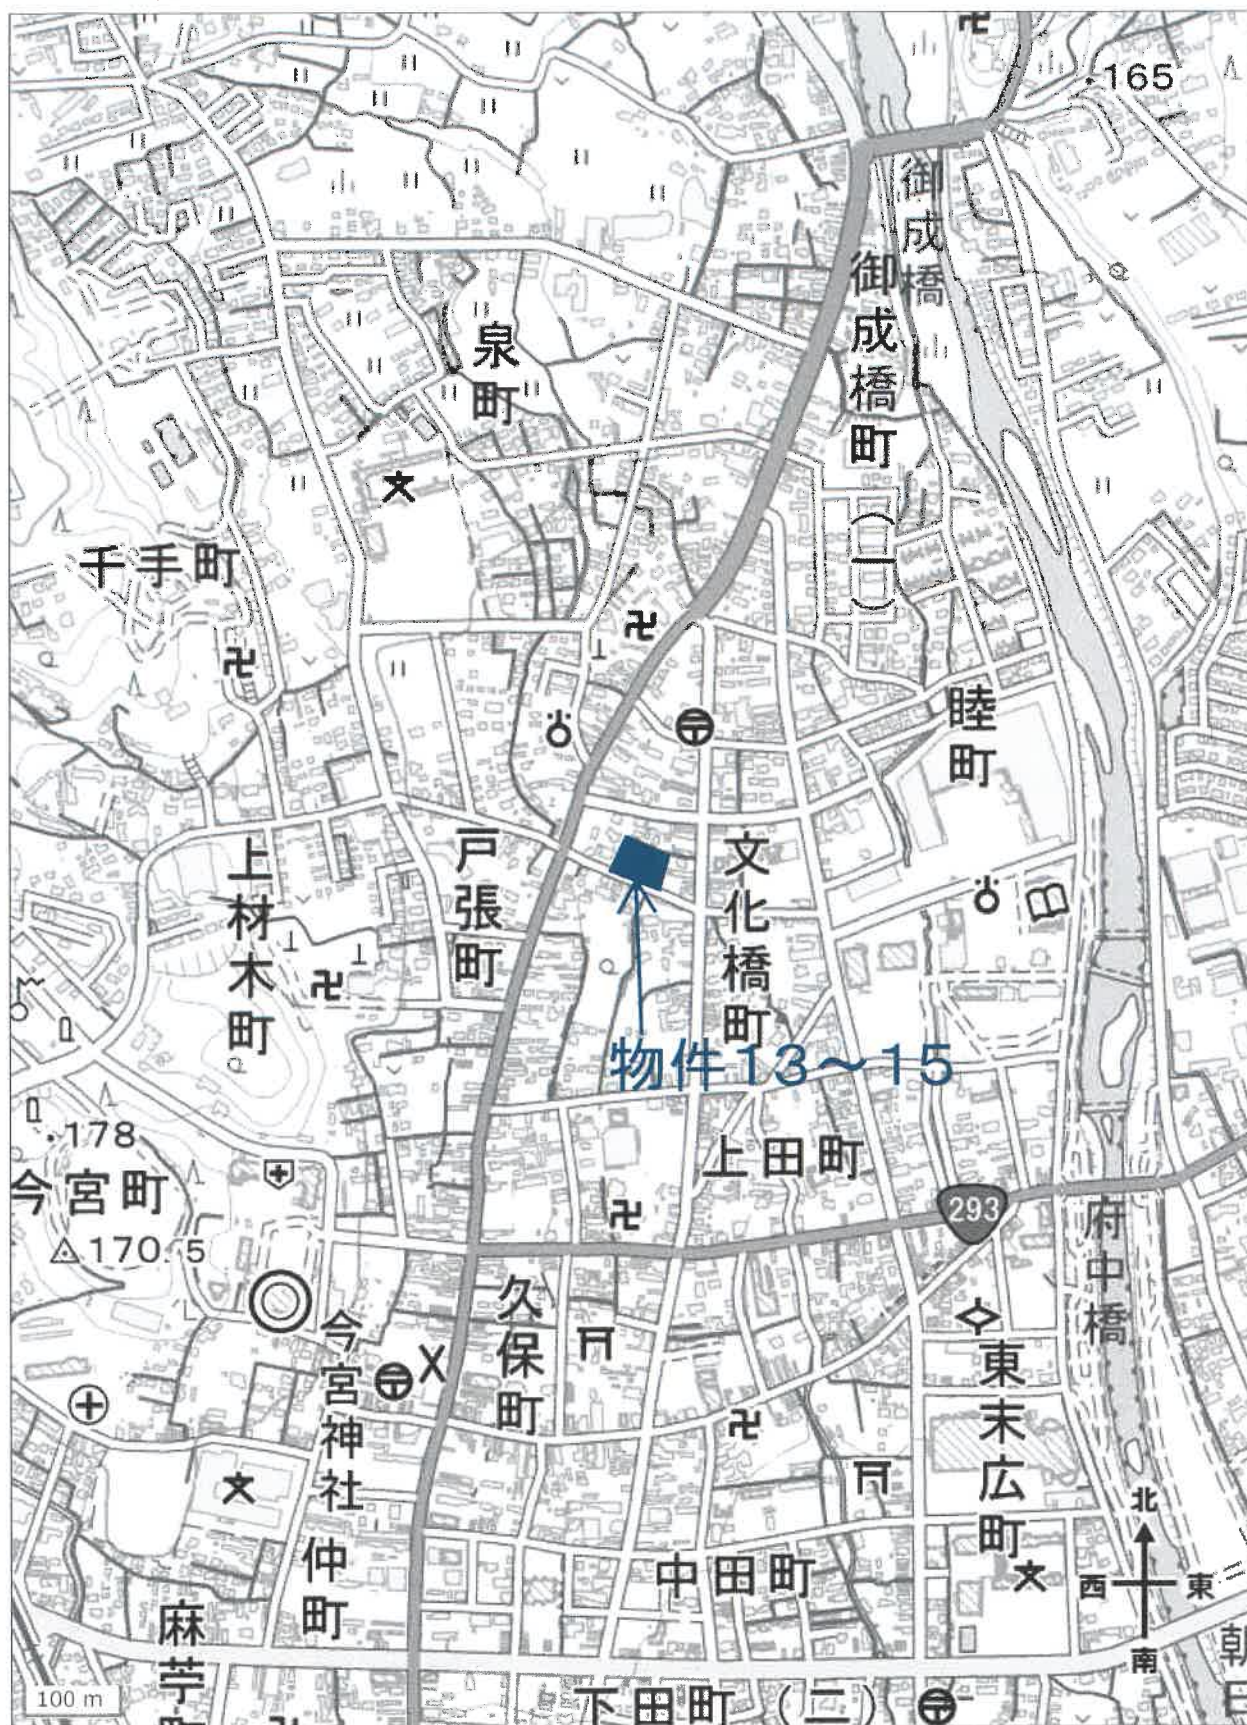 165
御成橋
御成橋町(一)
泉町
千手町
睦町
文化橋町
戸張町
上材木町
物件13~15
・178
今宮町
170.5
上田町
293
府中橋
久保町
今宮神社
東末広町
仲町
中田町
北
西
東
南
麻苧
朝
下田町(二)
100 m